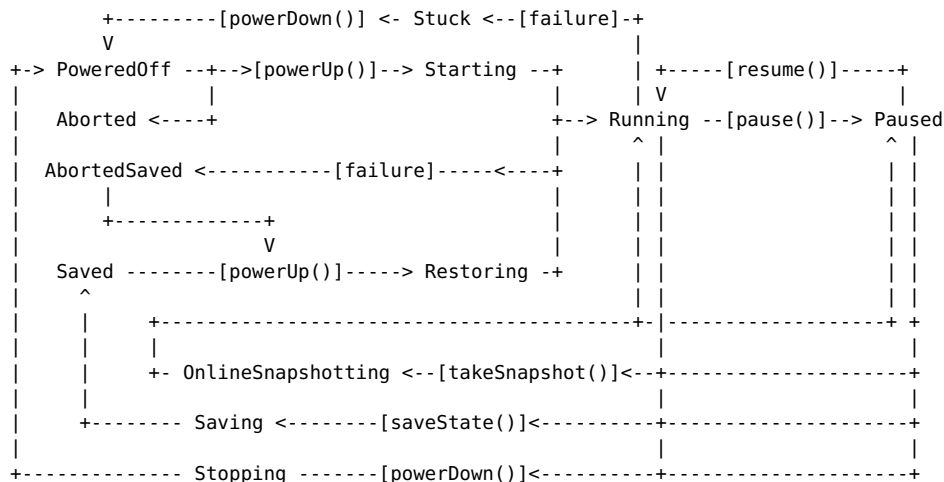 +---------[powerDown()] <- Stuck <--[failure]-+
V |
+-> PoweredOff --+-->[powerUp()]--> Starting --+ | +-----[resume()]-----+
| | | | V |
| Aborted <----+ +--> Running --[pause()]--> Paused
| | ^ | ^ |
| AbortedSaved <-----------[failure]-----<----+ | | | |
| | | | | | |
| +-------------+ | | | | |
| V | | | | |
| Saved --------[powerUp()]-----> Restoring -+ | | | |
| ^ | | | |
| | +-----------------------------------------+-|-------------------+ +
| | | | |
| | +- OnlineSnapshotting <--[takeSnapshot()]<--+---------------------+
| | | |
| +-------- Saving <--------[saveState()]<----------+---------------------+
| | |
+------------- Stopping -------[powerDown()]<----------+---------------------+